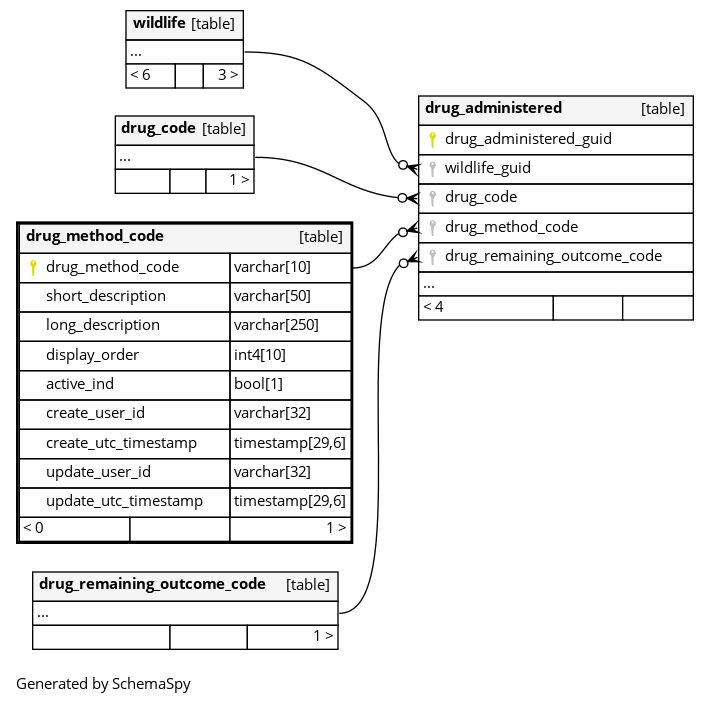 wildlife [table]
...
< 6 3 >
drug_code [table]
...
1 >
drug_administered [table]
drug_administered_guid
wildlife_guid
drug_code
drug_method_code
drug_remaining_outcome_code
...
< 4
drug_method_code [table]
drug_method_code varchar[10]
short_description varchar[50]
long_description varchar[250]
display_order int4[10]
active_ind bool[1]
create_user_id varchar[32]
create_utc_timestamp timestamp[29,6]
update_user_id varchar[32]
update_utc_timestamp timestamp[29,6]
< 0 1 >
drug_remaining_outcome_code [table]
...
1 >
Generated by SchemaSpy